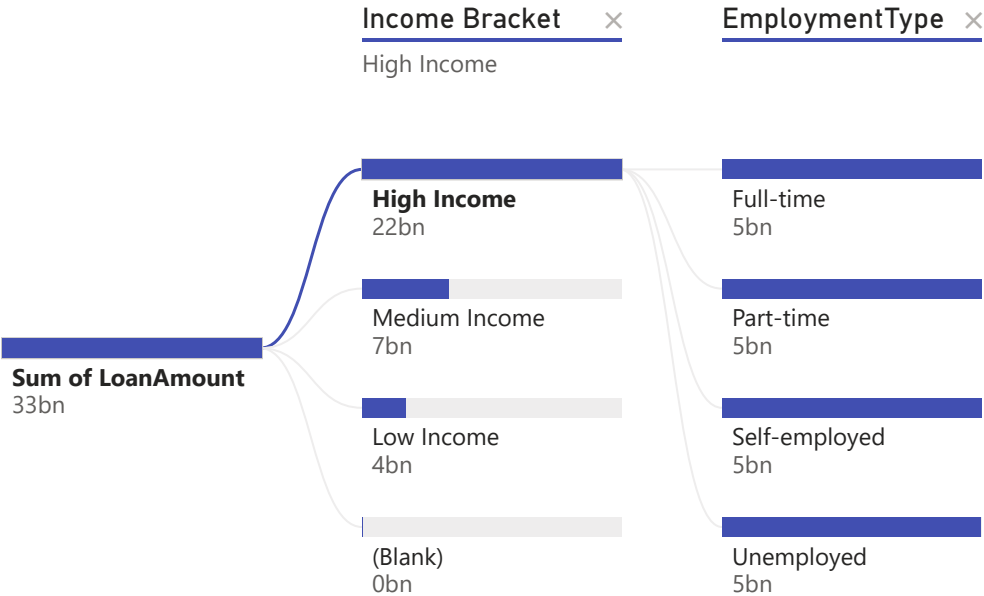 Income Bracket ×
EmploymentType ×
High Income
High Income
22bn
Full-time
5bn
Medium Income
7bn
Part-time
5bn
Sum of LoanAmount
33bn
Low Income
4bn
Self-employed
5bn
(Blank)
0bn
Unemployed
5bn